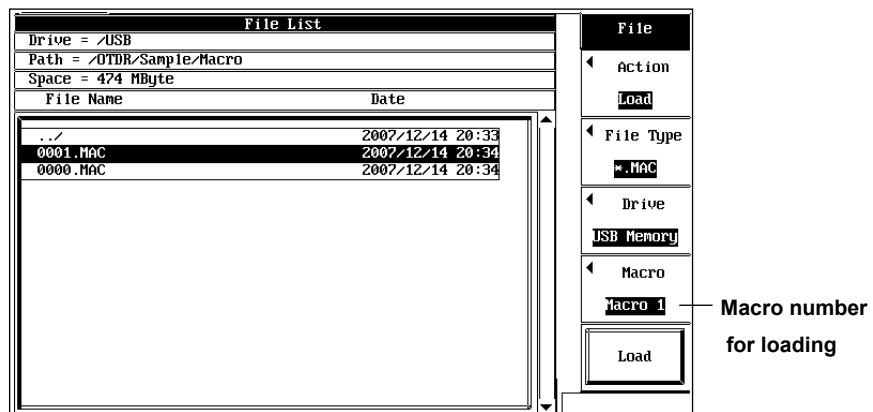 File List
Drive = /USB
Path = /OTDR/Sample/Macro
Space = 474 MByte
File Name Date
../ 2007/12/14 20:33
0001.MAC 2007/12/14 20:34
0000.MAC 2007/12/14 20:34
File
Action
Load
File Type
*.MAC
Drive
USB Memory
Macro
Macro 1
Load
Macro number
for loading